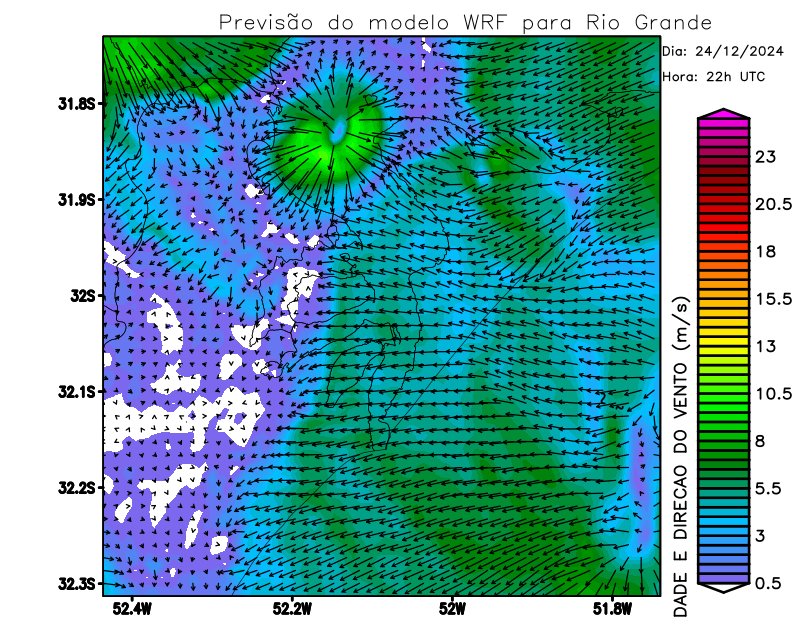 Previsão do modelo WRF para Rio Grande
Dia: 24/12/2024
Hora: 22h UTC
31.8S
31.9S
32S
32.1S
32.2S
32.3S
52.4W
52.2W
52W
51.8W
23
20.5
18
15.5
13
10.5
8
5.5
3
0.5
DADE E DIRECAO DO VENTO (m/s)